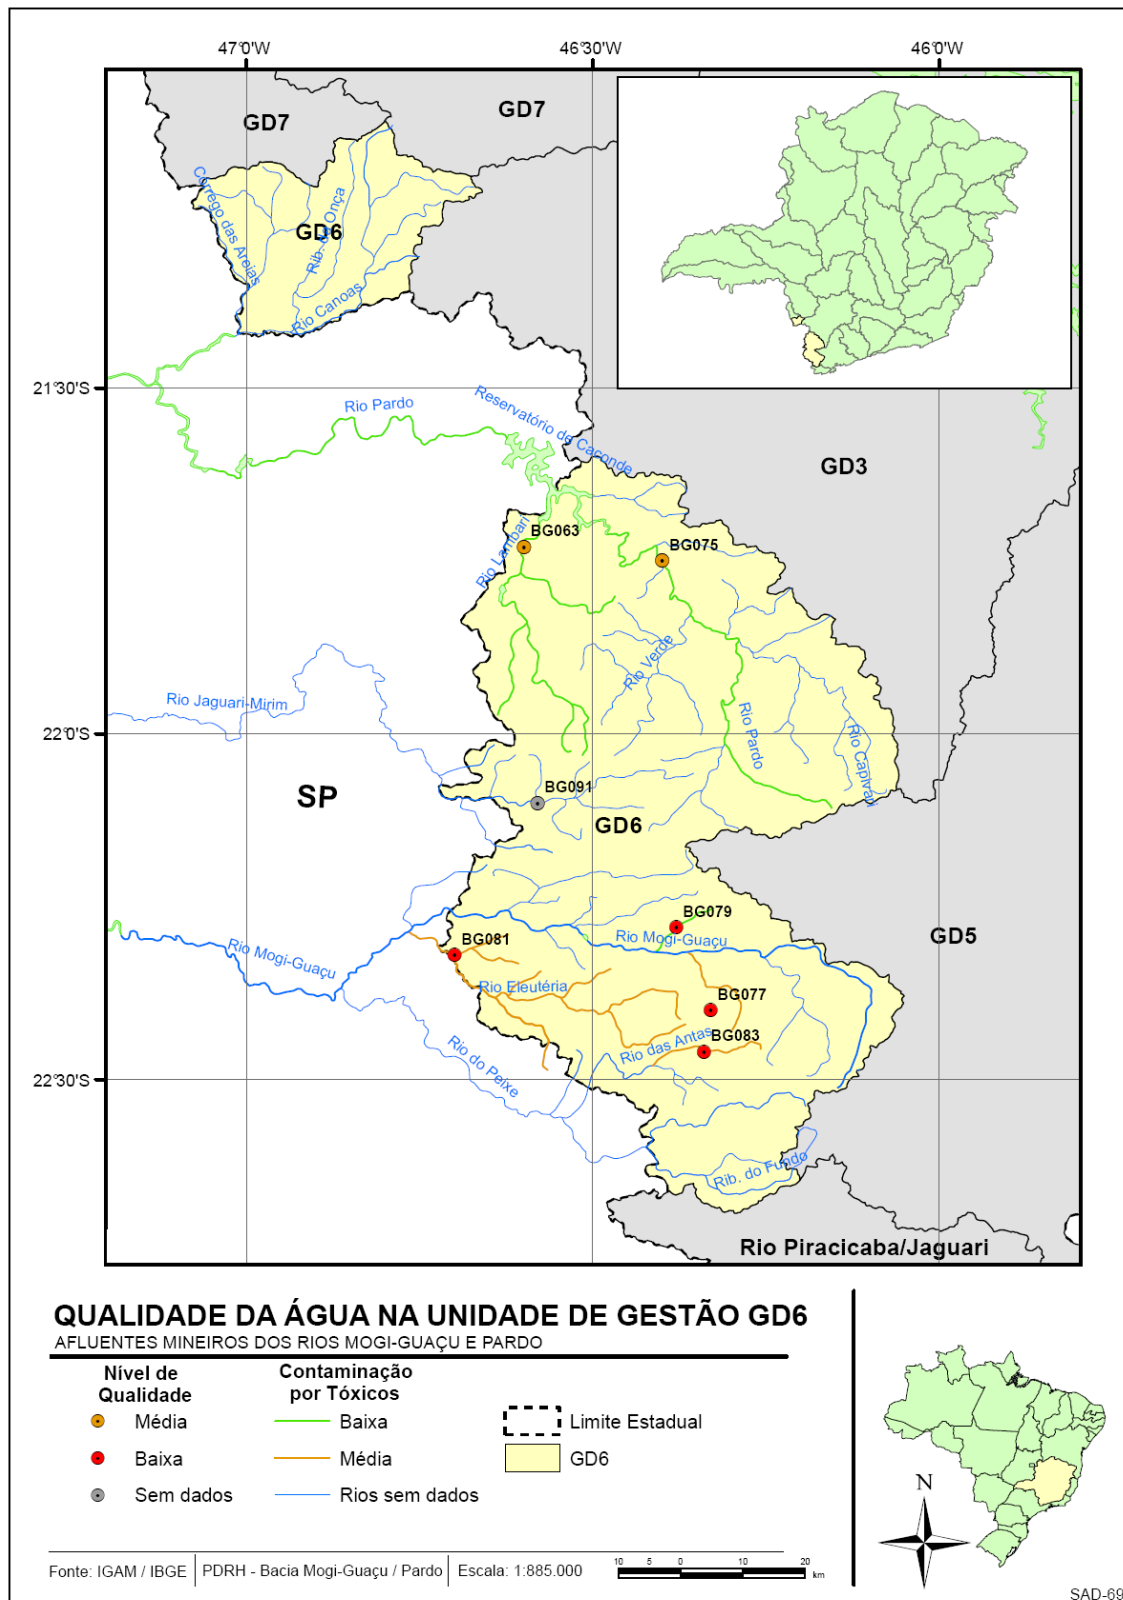 47°0'W
46°30'W
46°0'W
GD7
GD7
Córrego das Areias
GD6
Rib. da Onça
Rio Canoas
21°30'S
Rio Pardo
Reservatório de Caconde
GD3
BG063
BG075
Rio Lambari
Rio Verde
Rio Jaguari-Mirim
Rio Pardo
Rio Capivari
22°0'S
SP
BG091
GD6
BG079
Rio Mogi-Guaçu
GD5
BG081
Rio Mogi-Guaçu
Rio Eleutéria
BG077
BG083
Rio das Antas
Rio do Peixe
22°30'S
Rib. do Fundo
Rio Piracicaba/Jaguari
QUALIDADE DA ÁGUA NA UNIDADE DE GESTÃO GD6
AFLUENTES MINEIROS DOS RIOS MOGI-GUAÇU E PARDO
Nível de
Qualidade
Média
Baixa
Sem dados
Contaminação
por Tóxicos
Baixa
Média
Rios sem dados
Limite Estadual
GD6
N
Fonte: IGAM / IBGE
PDRH - Bacia Mogi-Guaçu / Pardo
Escala: 1:885.000
10 5 0 10 20
km
SAD-69